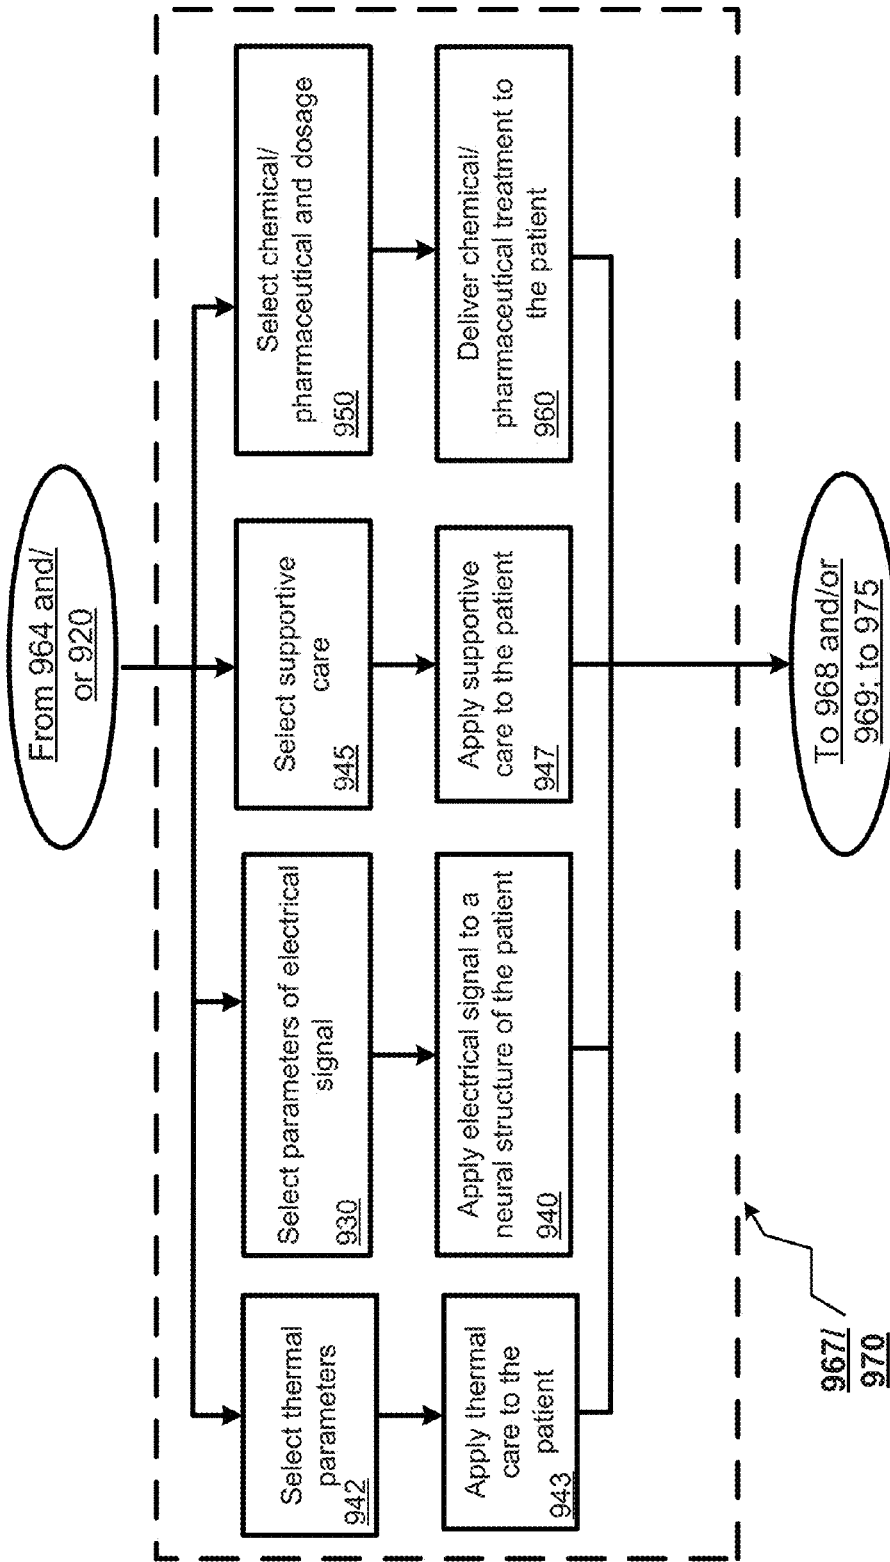 From 964 and/
or 920
Select thermal
parameters
942
Select parameters of electrical
signal
930
Select supportive
care
945
Select chemical/
pharmaceutical and dosage
950
Apply thermal
care to the
patient
943
Apply electrical signal to a
neural structure of the patient
940
Apply supportive
care to the patient
947
Deliver chemical/
pharmaceutical treatment to
the patient
960
To 968 and/or
969; to 975
967/
970